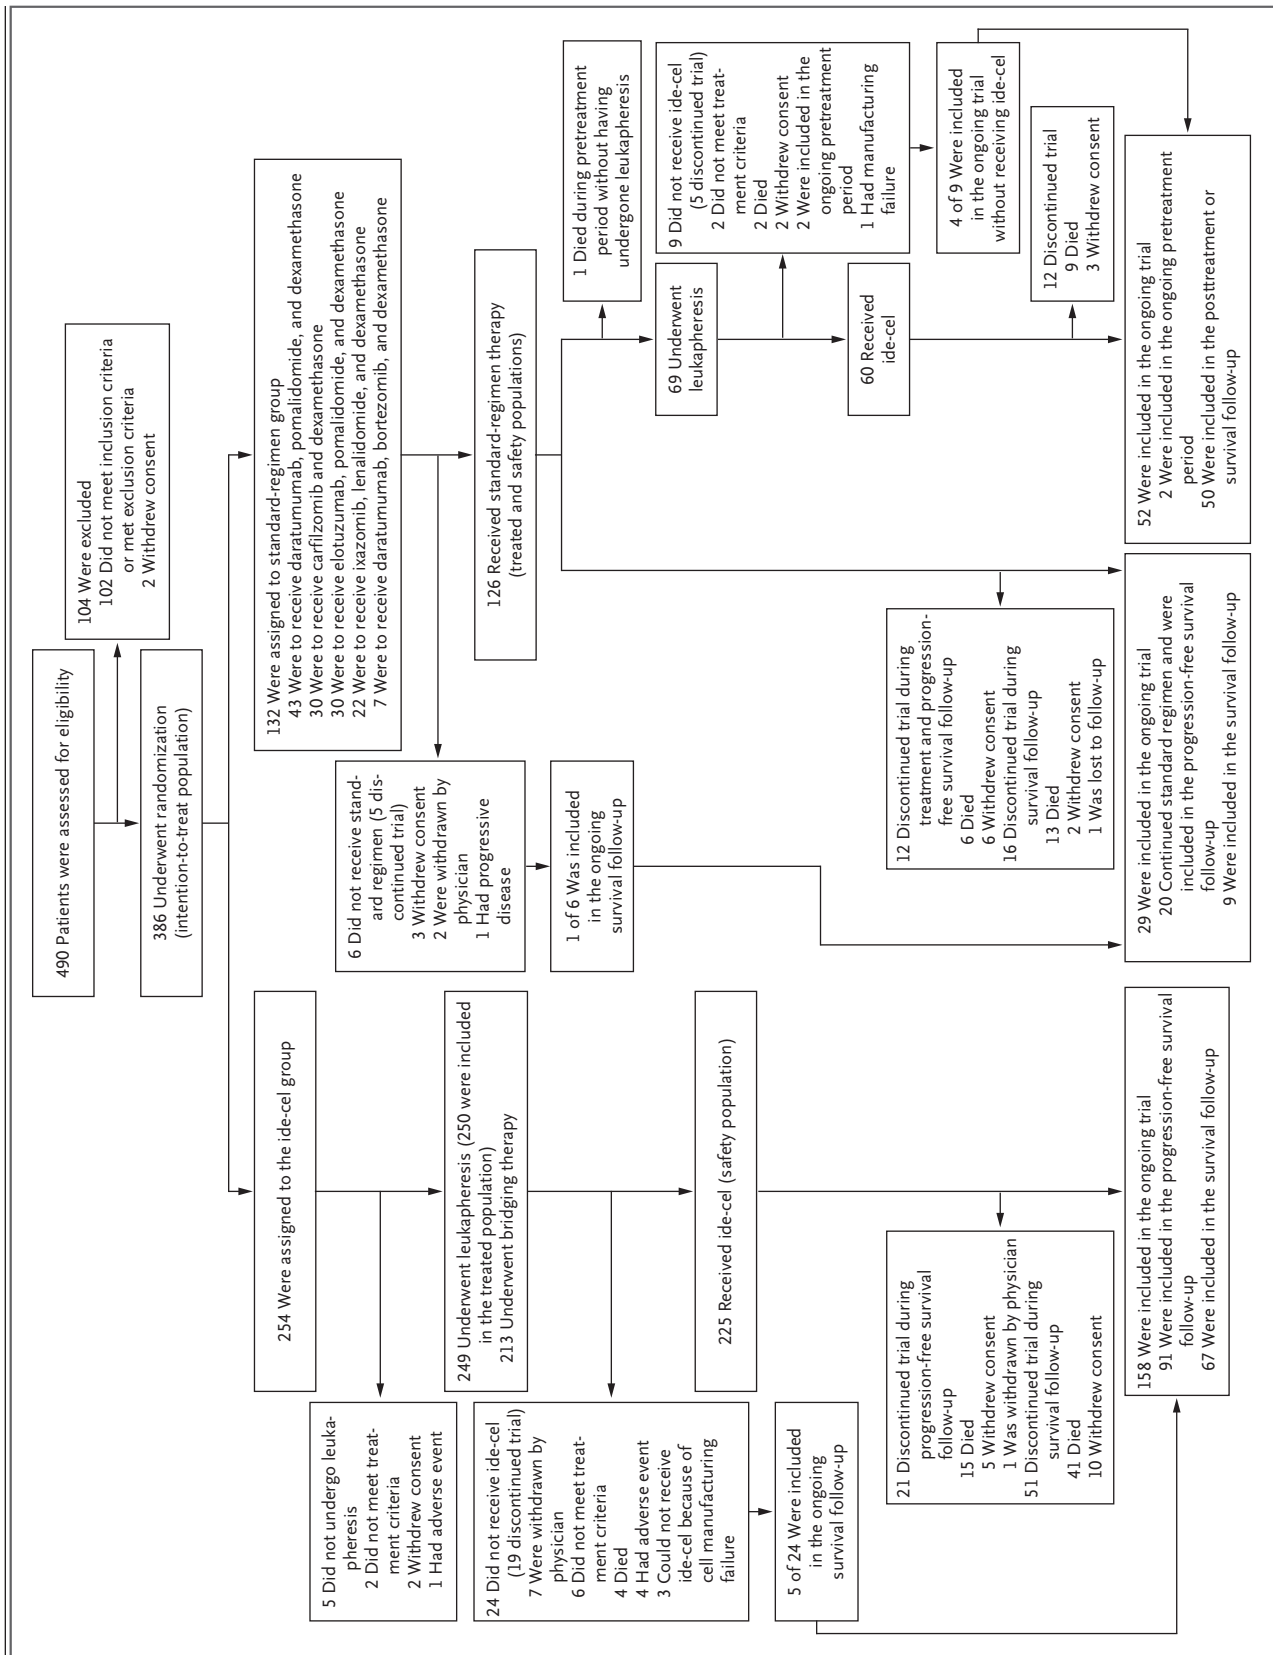 490 Patients were assessed for eligibility
104 Were excluded
102 Did not meet inclusion criteria
or met exclusion criteria
2 Withdrew consent
386 Underwent randomization
(intention-to-treat population)
254 Were assigned to the ide-cel group
132 Were assigned to standard-regimen group
43 Were to receive daratumumab, pomalidomide, and dexamethasone
30 Were to receive carfilzomib and dexamethasone
30 Were to receive elotuzumab, pomalidomide, and dexamethasone
22 Were to receive ixazomib, lenalidomide, and dexamethasone
7 Were to receive daratumumab, bortezomib, and dexamethasone
5 Did not undergo leuka-
pheresis
2 Did not meet treat-
ment criteria
2 Withdrew consent
1 Had adverse event
6 Did not receive stand-
ard regimen (5 dis-
continued trial)
3 Withdrew consent
2 Were withdrawn by
physician
1 Had progressive
disease
249 Underwent leukapheresis (250 were included
in the treated population)
213 Underwent bridging therapy
126 Received standard-regimen therapy
(treated and safety populations)
24 Did not receive ide-cel
(19 discontinued trial)
7 Were withdrawn by
physician
6 Did not meet treat-
ment criteria
4 Died
4 Had adverse event
3 Could not receive
ide-cel because of
cell manufacturing
failure
1 of 6 Was included
in the ongoing
survival follow-up
1 Died during pretreatment
period without having
undergone leukapheresis
69 Underwent
leukapheresis
9 Did not receive ide-cel
(5 discontinued trial)
2 Did not meet treat-
ment criteria
2 Died
2 Withdrew consent
2 Were included in the
ongoing pretreatment
period
1 Had manufacturing
failure
225 Received ide-cel (safety population)
5 of 24 Were included
in the ongoing
survival follow-up
60 Received
ide-cel
4 of 9 Were included
in the ongoing trial
without receiving ide-cel
21 Discontinued trial during
progression-free survival
follow-up
15 Died
5 Withdrew consent
1 Was withdrawn by physician
51 Discontinued trial during
survival follow-up
41 Died
10 Withdrew consent
12 Discontinued trial during
treatment and progression-
free survival follow-up
6 Died
6 Withdrew consent
16 Discontinued trial during
survival follow-up
13 Died
2 Withdrew consent
1 Was lost to follow-up
12 Discontinued trial
9 Died
3 Withdrew consent
158 Were included in the ongoing trial
91 Were included in the progression-free survival
follow-up
67 Were included in the survival follow-up
29 Were included in the ongoing trial
20 Continued standard regimen and were
included in the progression-free survival
follow-up
9 Were included in the survival follow-up
52 Were included in the ongoing trial
2 Were included in the ongoing pretreatment
period
50 Were included in the posttreatment or
survival follow-up